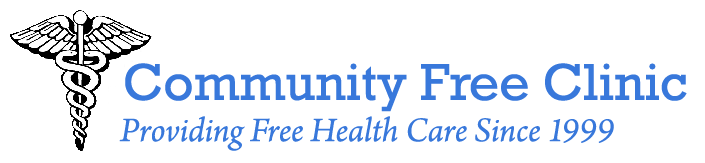 Community Free Clinic
Providing Free Health Care Since 1999